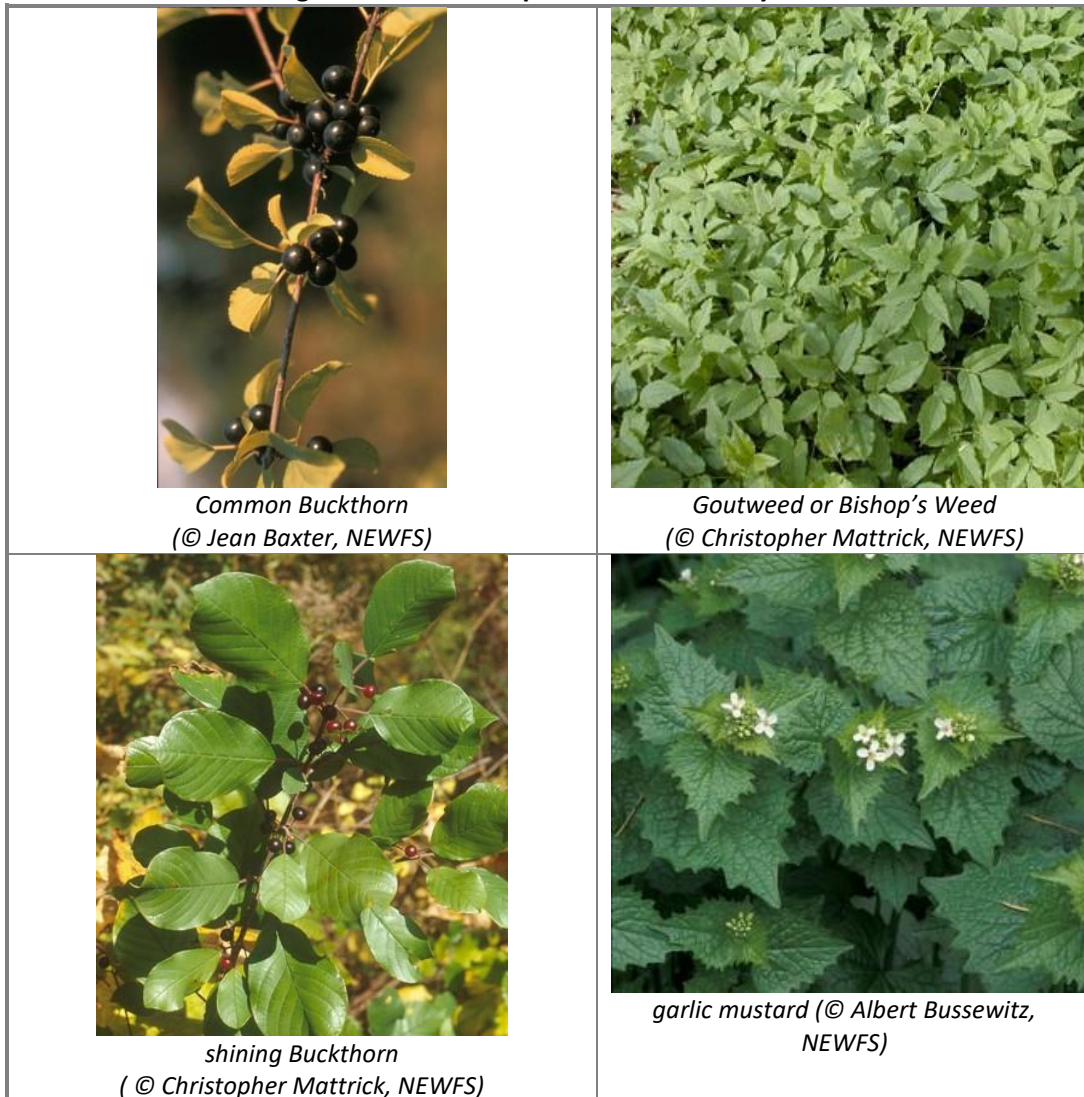 Common Buckthorn
(© Jean Baxter, NEWFS)
Goutweed or Bishop’s Weed
(© Christopher Mattrick, NEWFS)
shining Buckthorn
( © Christopher Mattrick, NEWFS)
garlic mustard (© Albert Bussewitz,
NEWFS)